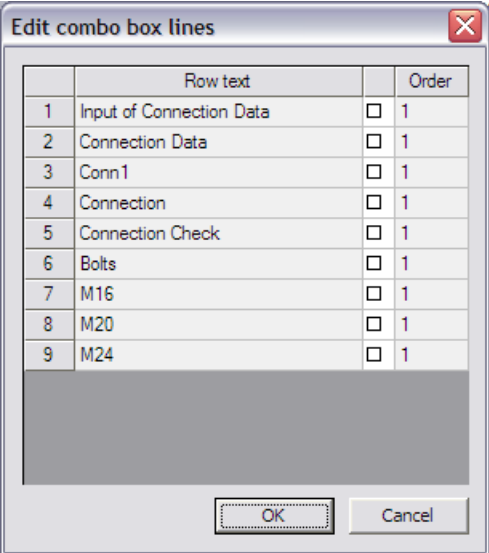 Edit combo box lines
Row text Order
1 Input of Connection Data 1
2 Connection Data 1
3 Conn1 1
4 Connection 1
5 Connection Check 1
6 Bolts 1
7 M16 1
8 M20 1
9 M24 1
OK Cancel